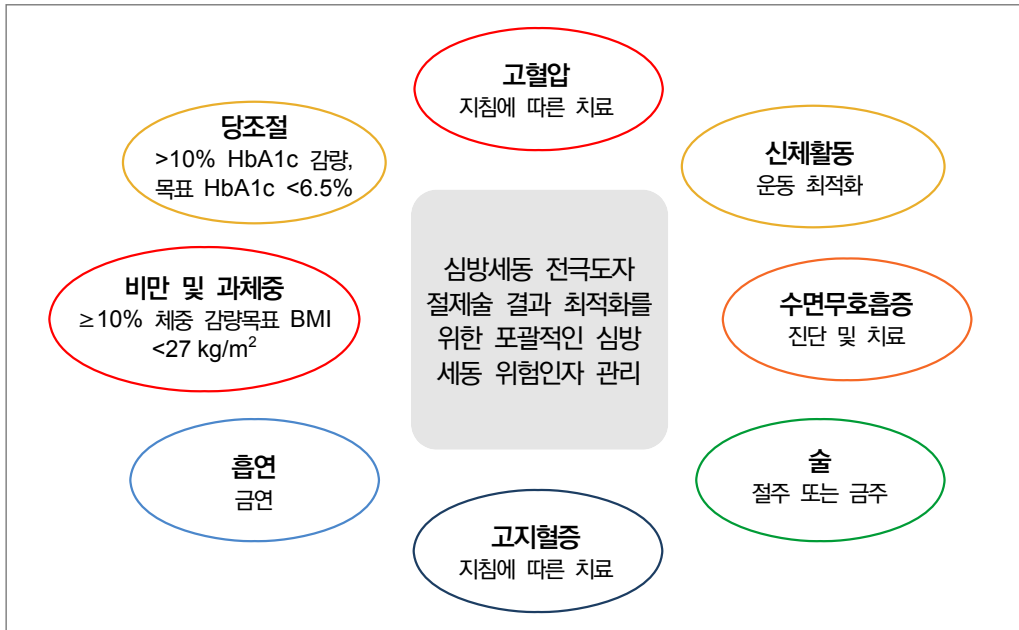 고혈압
지침에 따른 치료
당조절
>10% HbA1c 감량,
목표 HbA1c <6.5%
신체활동
운동 최적화
심방세동 전극도자
절제술 결과 최적화를
위한 포괄적인 심방
세동 위험인자 관리
비만 및 과체중
≥10% 체중 감량목표 BMI
<27 kg/m²
수면무호흡증
진단 및 치료
흡연
금연
술
절주 또는 금주
고지혈증
지침에 따른 치료